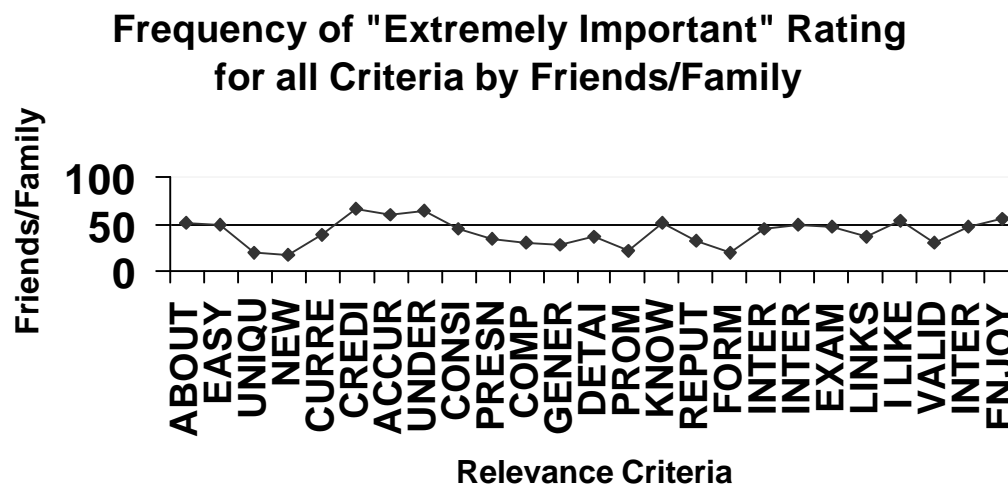 Frequency of "Extremely Important" Rating
for all Criteria by Friends/Family
Friends/Family
100
50
0
ABOUT
EASY
UNIQU
NEW
CURRE
CREDI
ACCUR
UNDER
CONSI
PRESN
COMP
GENER
DETAI
PROM
KNOW
REPUT
FORM
INTER
INTER
EXAM
LINKS
I LIKE
VALID
INTER
ENJOY
Relevance Criteria